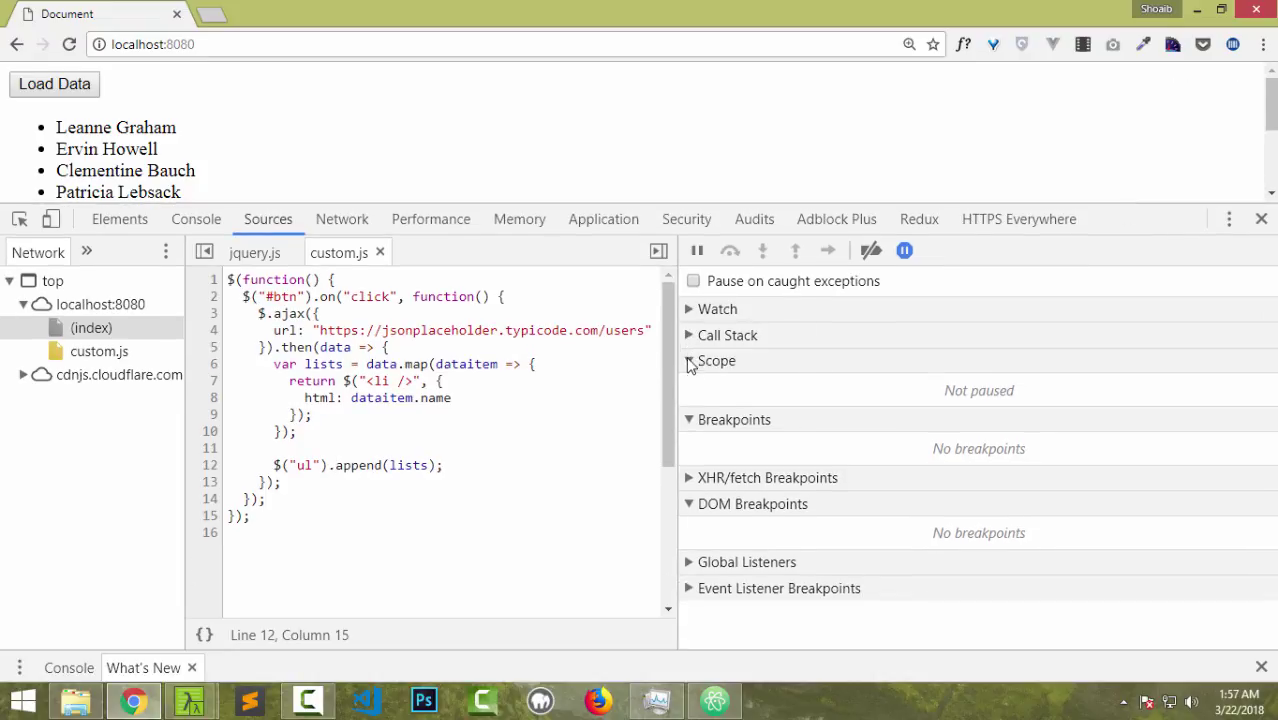 Document
Shoaib
localhost:8080
f?
Load Data
Leanne Graham
Ervin Howell
Clementine Bauch
Patricia Lebsack
Elements Console Sources Network Performance Memory Application Security Audits Adblock Plus Redux HTTPS Everywhere
Network » jquery.js custom.js
top
localhost:8080
(index)
custom.js
cdnjs.cloudflare.com
1 $(function() {
2 $("#btn").on("click", function() {
3 $.ajax({
4 url: "https://jsonplaceholder.typicode.com/users"
5 }).then(data => {
6 var lists = data.map(dataitem => {
7 return $("<li />", {
8 html: dataitem.name
9 });
10 });
11
12 $("ul").append(lists);
13 });
14 });
15 });
16
{} Line 12, Column 15
Pause on caught exceptions
Watch
Call Stack
Scope
Not paused
Breakpoints
No breakpoints
XHR/fetch Breakpoints
DOM Breakpoints
No breakpoints
Global Listeners
Event Listener Breakpoints
Console What's New
Ps
1:57 AM
3/22/2018